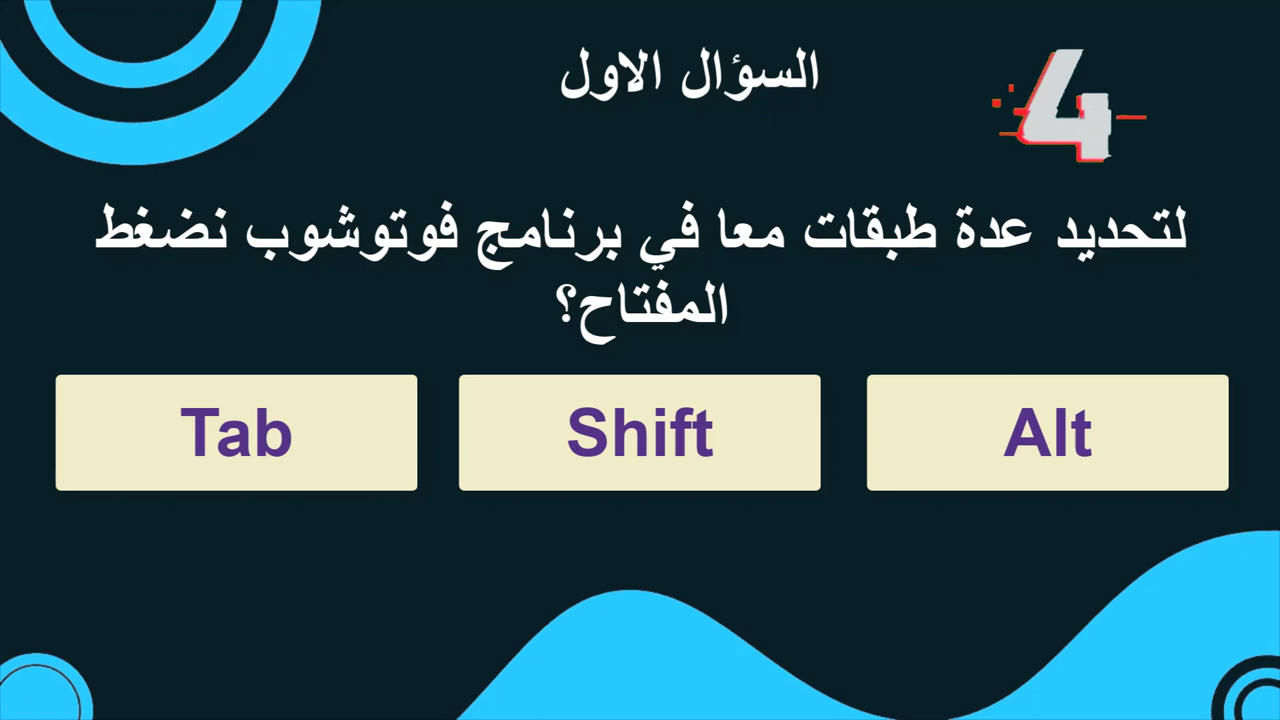 السؤال الاول
4
لتحديد عدة طبقات معا في برنامج فوتوشوب نضغط
المفتاح؟
Alt
Shift
Tab